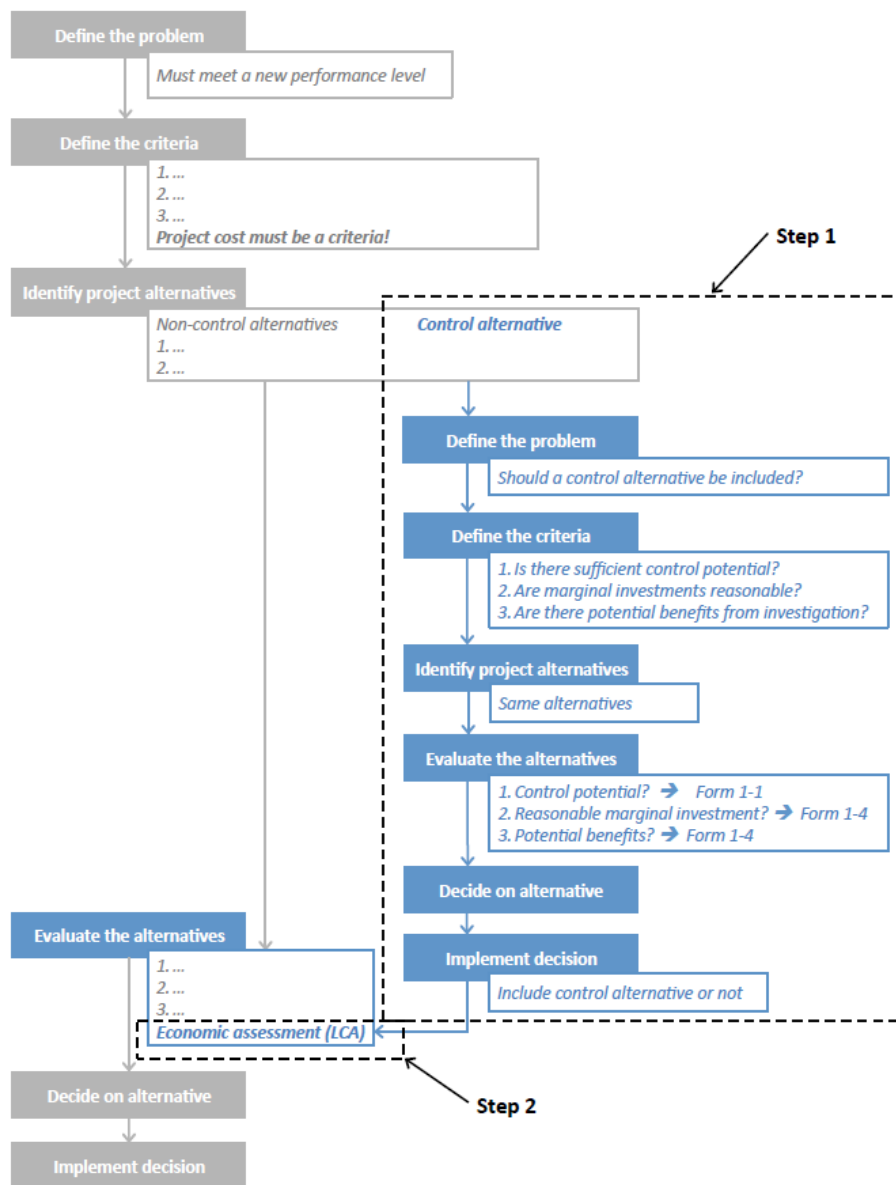 Define the problem
Must meet a new performance level
Define the criteria
1. ...
2. ...
3. ...
Project cost must be a criteria!
Step 1
Identify project alternatives
Non-control alternatives
1. ...
2. ...
Control alternative
Define the problem
Should a control alternative be included?
Define the criteria
1. Is there sufficient control potential?
2. Are marginal investments reasonable?
3. Are there potential benefits from investigation?
Identify project alternatives
Same alternatives
Evaluate the alternatives
1. Control potential? ➔ Form 1-1
2. Reasonable marginal investment? ➔ Form 1-4
3. Potential benefits? ➔ Form 1-4
Decide on alternative
Implement decision
Include control alternative or not
Evaluate the alternatives
1. ...
2. ...
3. ...
Economic assessment (LCA)
Step 2
Decide on alternative
Implement decision